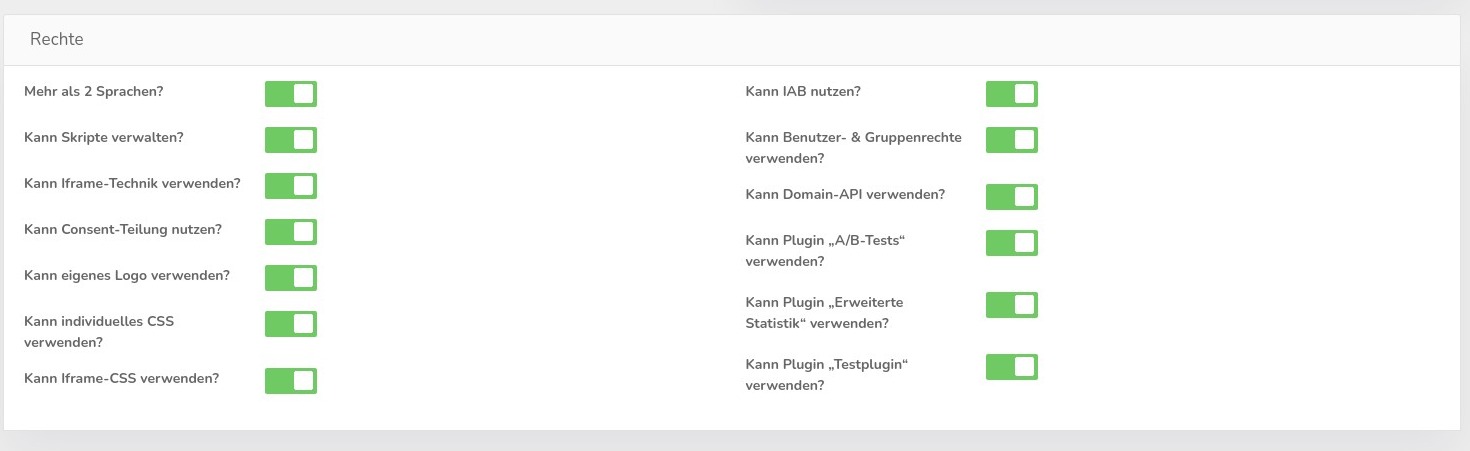 Rechte
Mehr als 2 Sprachen?
Kann Skripte verwalten?
Kann Iframe-Technik verwenden?
Kann Consent-Teilung nutzen?
Kann eigenes Logo verwenden?
Kann individuelles CSS
verwenden?
Kann Iframe-CSS verwenden?
Kann IAB nutzen?
Kann Benutzer- & Gruppenrechte
verwenden?
Kann Domain-API verwenden?
Kann Plugin „A/B-Tests“
verwenden?
Kann Plugin „Erweiterte
Statistik“ verwenden?
Kann Plugin „Testplugin“
verwenden?